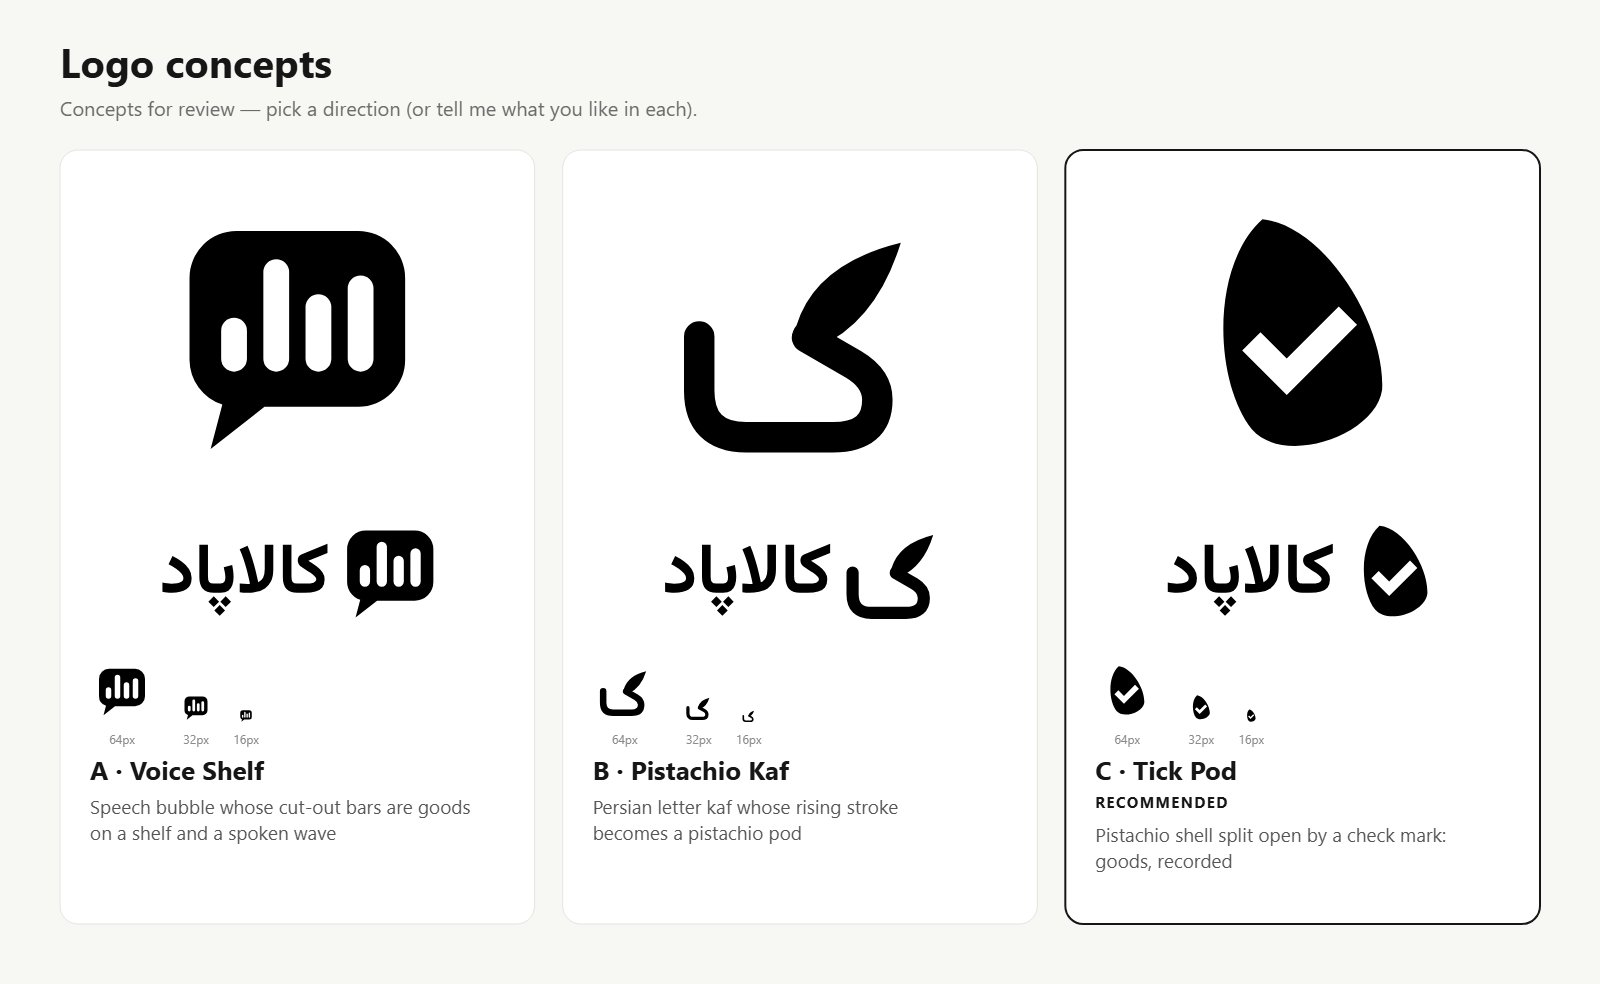 Logo concepts
Concepts for review — pick a direction (or tell me what you like in each).
ک
کالاپاد
کالاپاد
ک
کالاپاد
64px 32px 16px
ک ک ک
64px 32px 16px
64px 32px 16px
A · Voice Shelf
Speech bubble whose cut-out bars are goods
on a shelf and a spoken wave
B · Pistachio Kaf
Persian letter kaf whose rising stroke
becomes a pistachio pod
C · Tick Pod
RECOMMENDED
Pistachio shell split open by a check mark:
goods, recorded